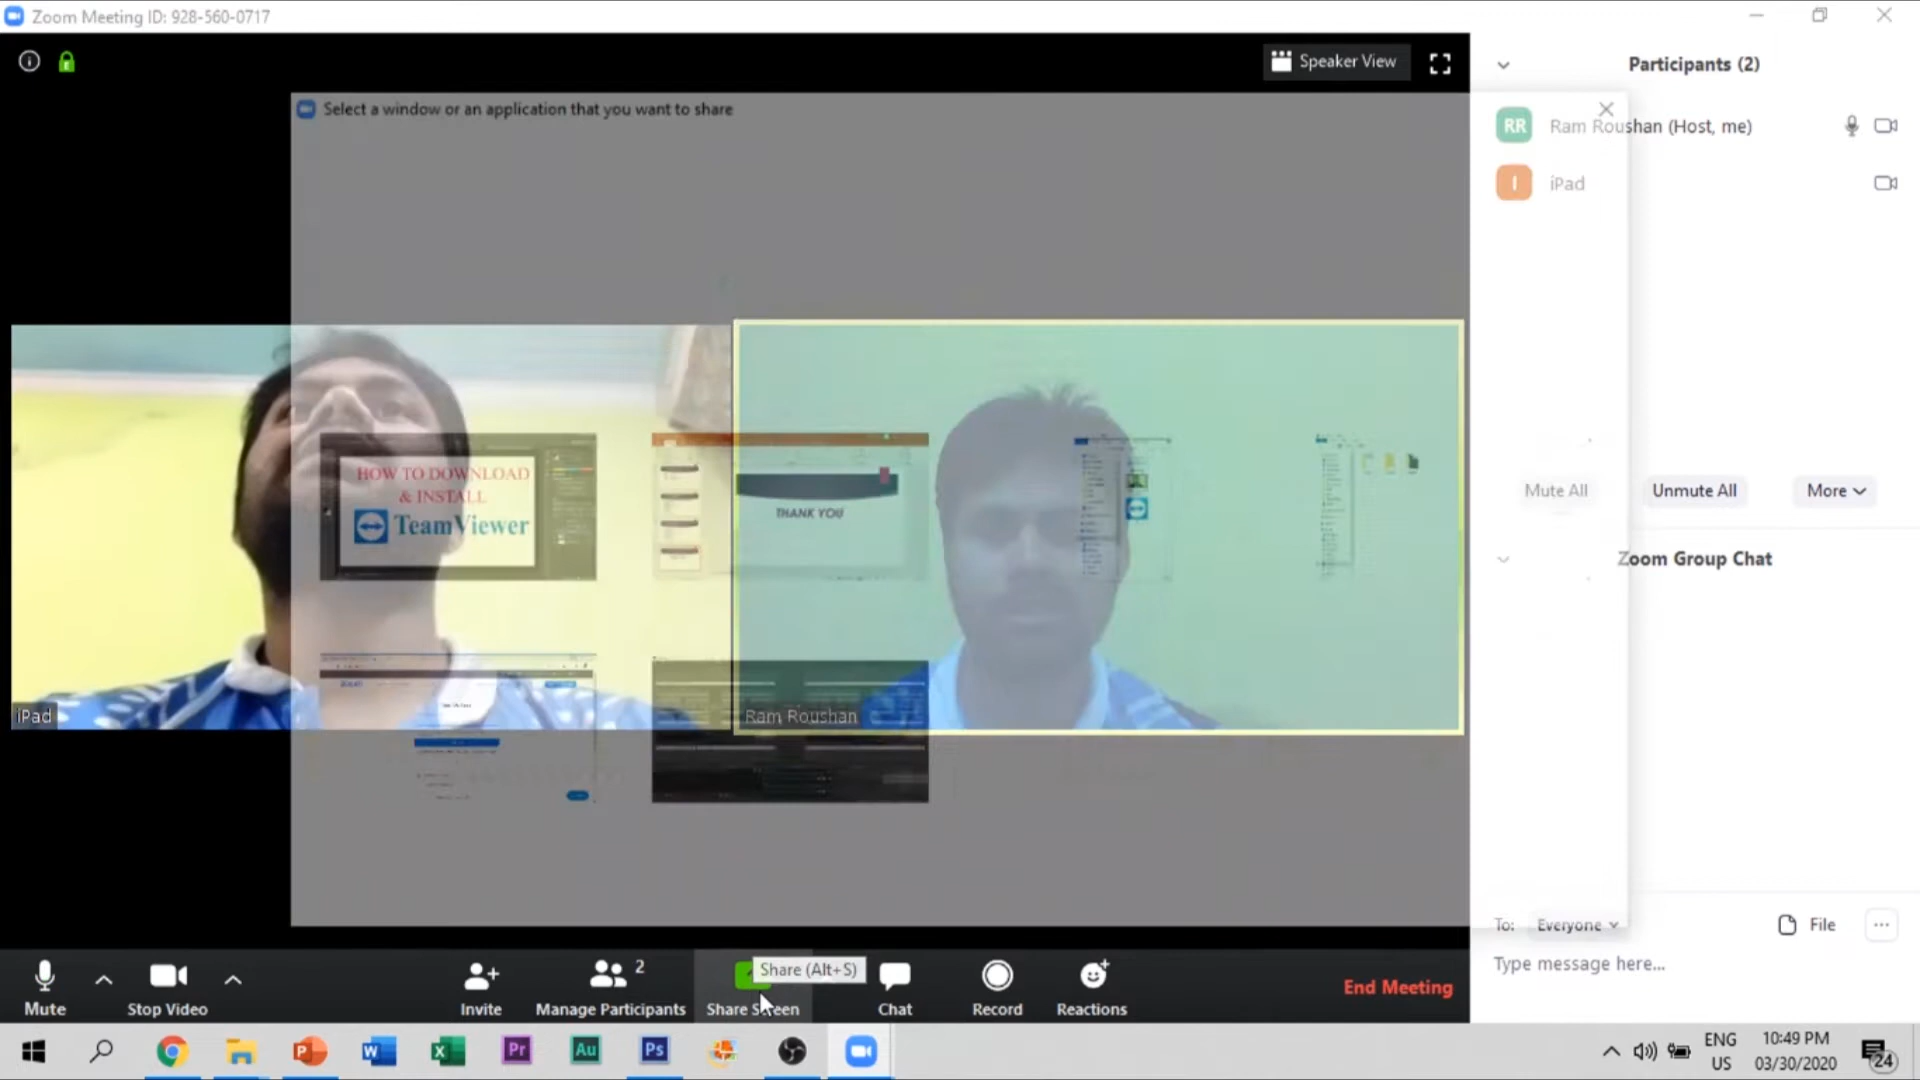 Zoom Meeting ID: 928-560-0717
Speaker View
Participants (2)
Select a window or an application that you want to share
RR
Ram Roushan (Host, me)
I
iPad
HOW TO DOWNLOAD
& INSTALL
TeamViewer
THANK YOU
Mute All
Unmute All
More
Zoom Group Chat
iPad
Ram Roushan
To:
Everyone
File
Type message here...
Share (Alt+S)
2
Mute
Stop Video
Invite
Manage Participants
Share Screen
Chat
Record
Reactions
End Meeting
P
W
X
Pr
Au
Ps
ENG
US
10:49 PM
03/30/2020
24